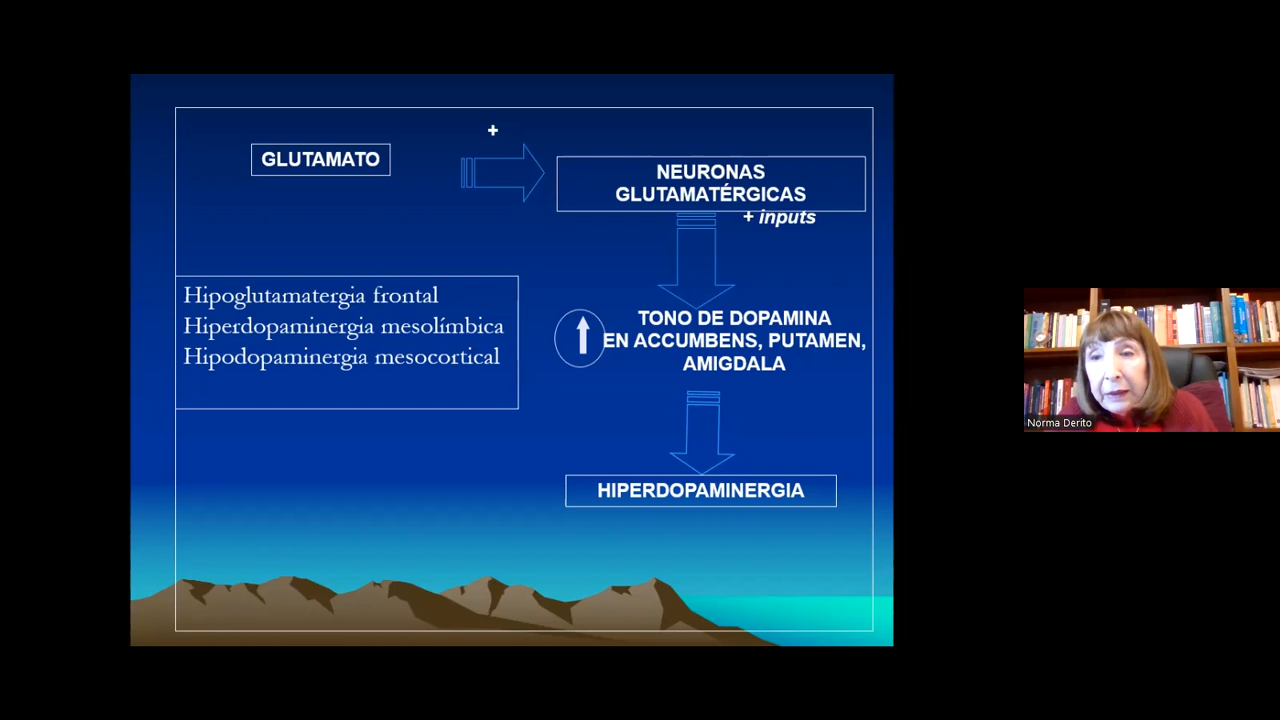 GLUTAMATO
+
NEURONAS
GLUTAMATÉRGICAS
+ inputs
Hipoglutamatergia frontal
Hiperdopaminergia mesolímbica
Hipodopaminergia mesocortical
TONO DE DOPAMINA
EN ACCUMBENS, PUTAMEN,
AMIGDALA
HIPERDOPAMINERGIA
Norma Derito